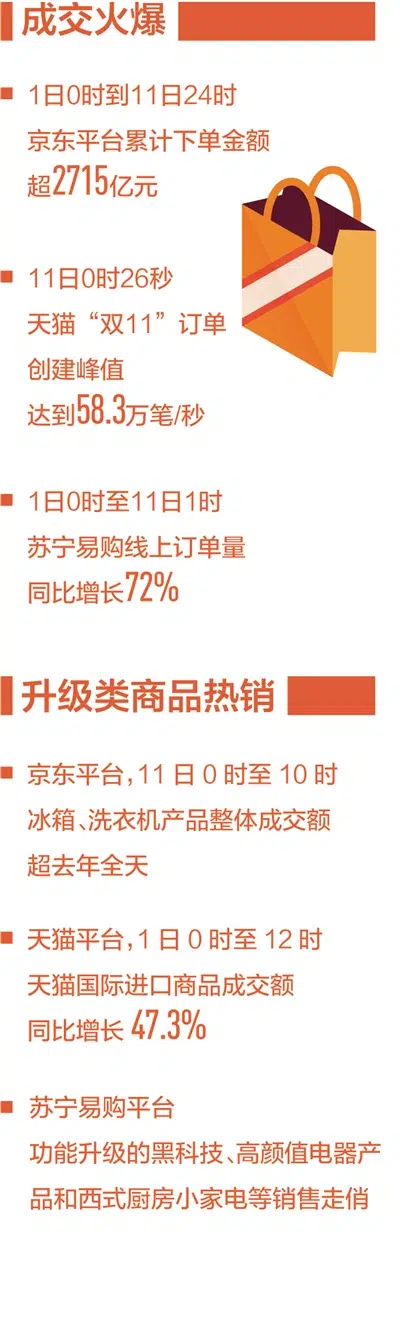 成交火爆
1日0时到11日24时
京东平台累计下单金额
超2715亿元
11日0时26秒
天猫“双11”订单
创建峰值
达到58.3万笔/秒
1日0时至11日1时
苏宁易购线上订单量
同比增长72%
升级类商品热销
京东平台,11日0时至10时
冰箱、洗衣机产品整体成交额
超去年全天
天猫平台,1日0时至12时
天猫国际进口商品成交额
同比增长47.3%
苏宁易购平台
功能升级的黑科技、高颜值电器产
品和西式厨房小家电等销售走俏